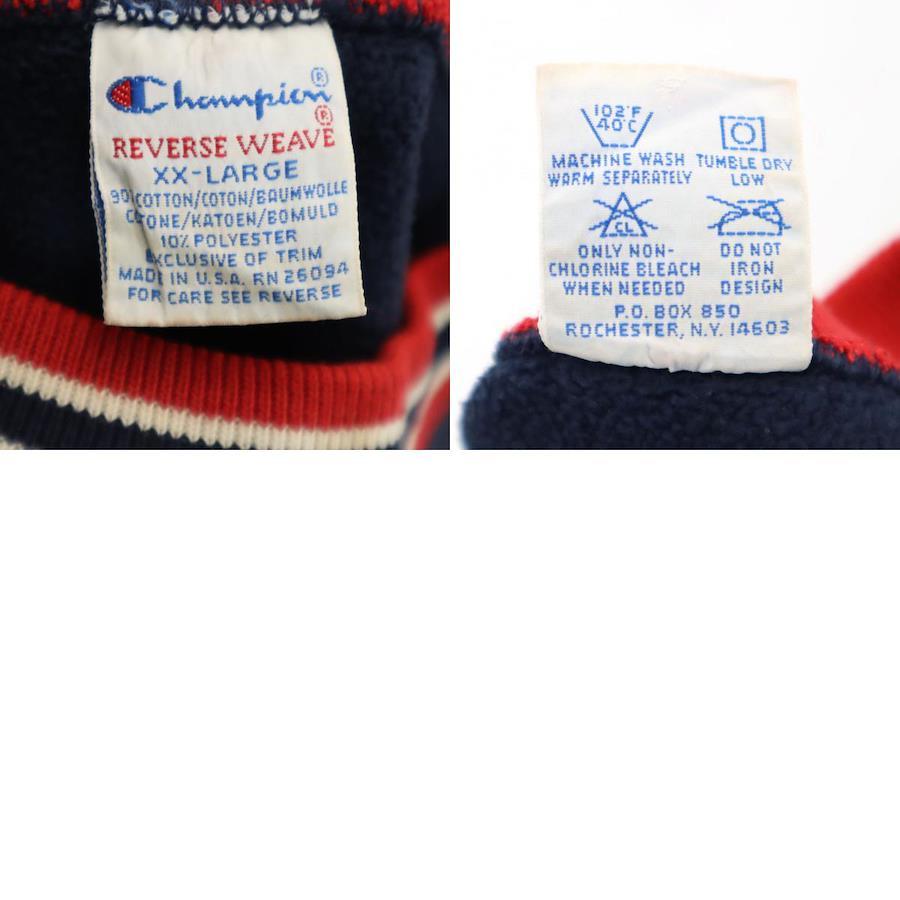 Champion®
®
REVERSE WEAVE
XX-LARGE
90 COTTON/COTON/BAUMWOLLE
COTONE/KATOEN/BOMULD
10% POLYESTER
EXCLUSIVE OF TRIM
MADE IN U.S.A. RN 26094
FOR CARE SEE REVERSE
102°F
40°C
MACHINE WASH
WARM SEPARATELY
TUMBLE DRY
LOW
CL
ONLY NON-
CHLORINE BLEACH
WHEN NEEDED
DO NOT
IRON
DESIGN
P.O. BOX 850
ROCHESTER, N.Y. 14603